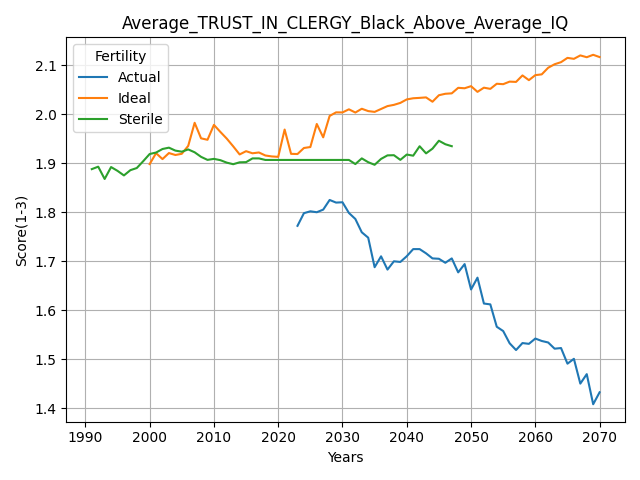 Average_TRUST_IN_CLERGY_Black_Above_Average_IQ
Fertility
Actual
Ideal
Sterile
Score(1-3)
2.1
2.0
1.9
1.8
1.7
1.6
1.5
1.4
1990
2000
2010
2020
2030
2040
2050
2060
2070
Years